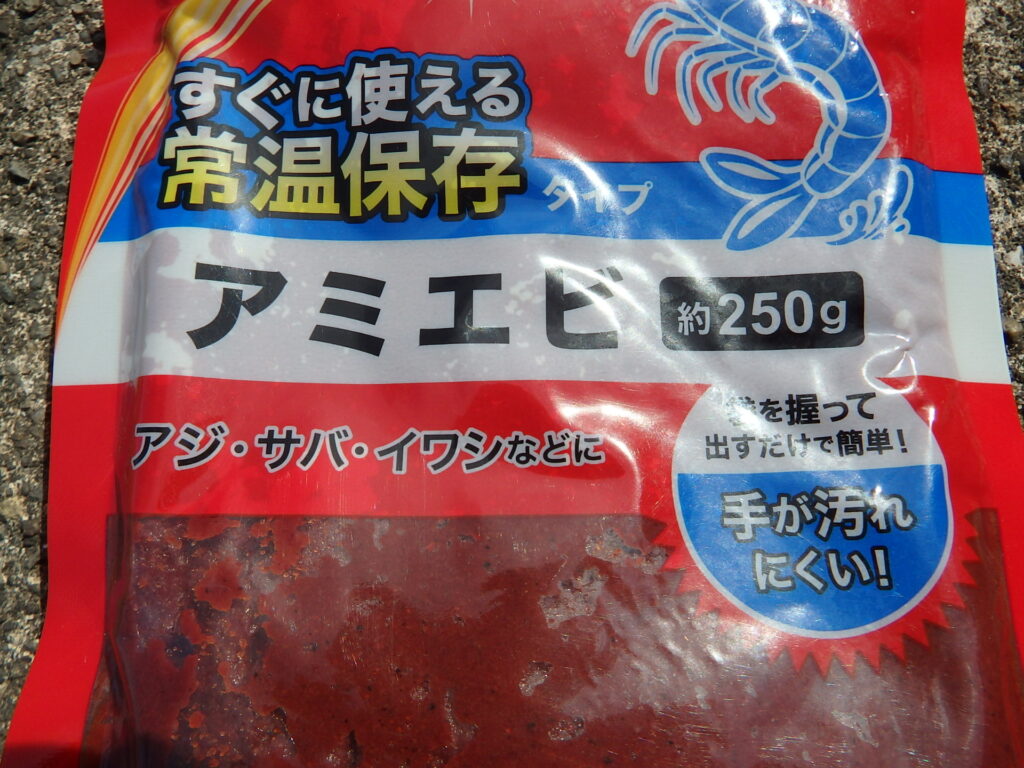 すぐに使える
常温保存
タイプ
アミエビ
約250g
アジ・サバ・イワシなどに
袋を握って
出すだけで簡単!
手が汚れ
にくい!